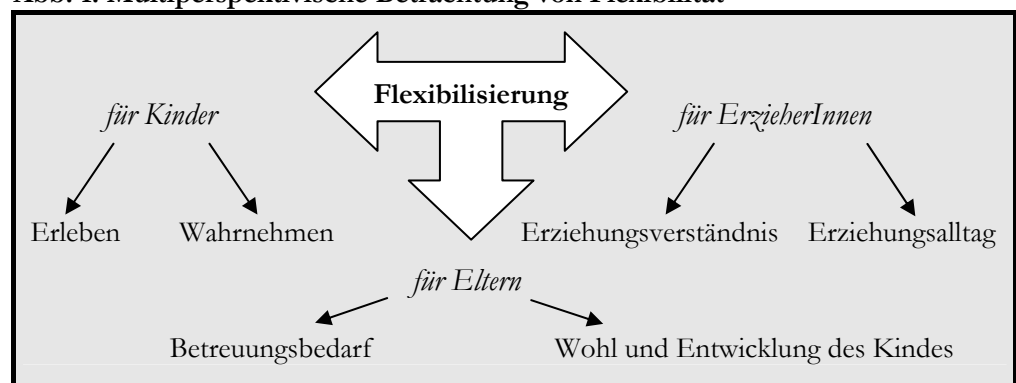 Abb. 1: Multiperspektivische Betrachtung von Flexibilität
Flexibilisierung
für Kinder
für ErzieherInnen
Erleben
Wahrnehmen
Erziehungsverständnis
Erziehungsalltag
für Eltern
Betreuungsbedarf
Wohl und Entwicklung des Kindes